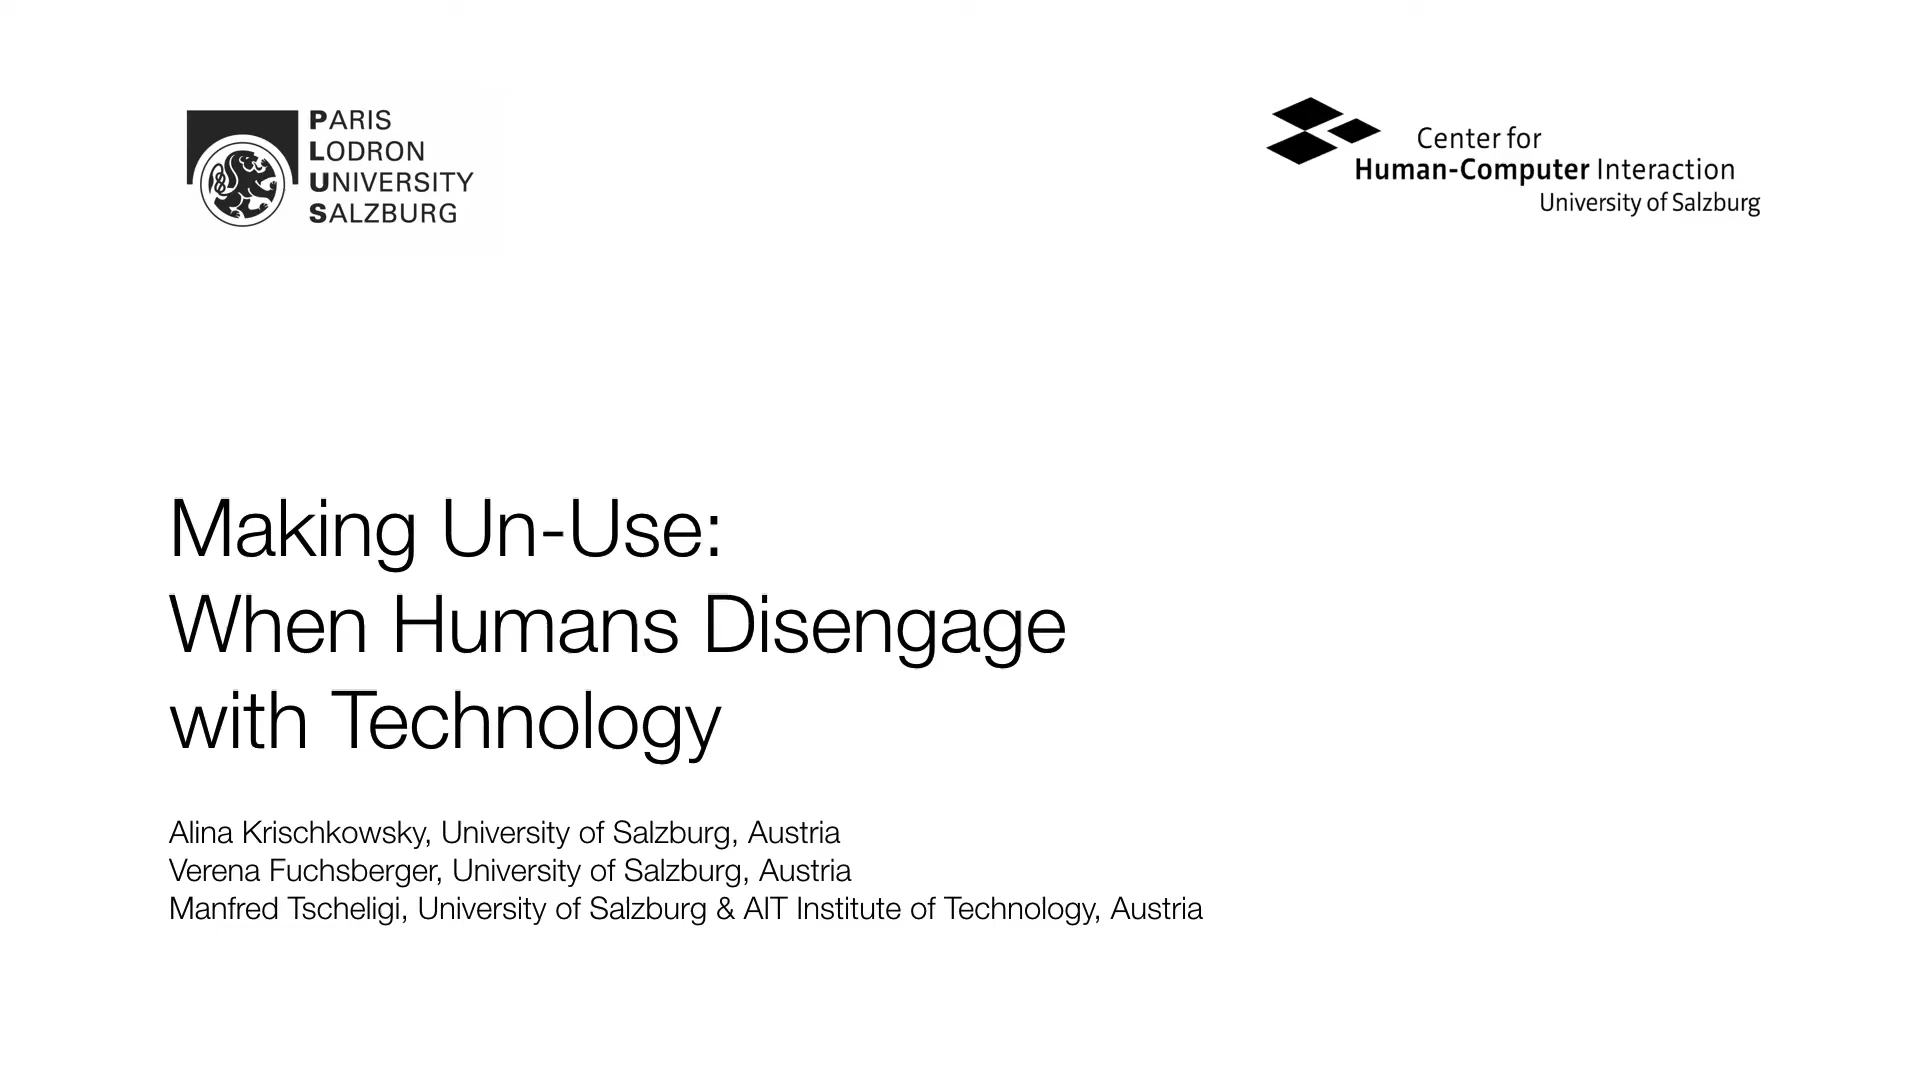 PARIS
LODRON
UNIVERSITY
SALZBURG
Center for
Human-Computer Interaction
University of Salzburg
Making Un-Use:
When Humans Disengage
with Technology
Alina Krischkowsky, University of Salzburg, Austria
Verena Fuchsberger, University of Salzburg, Austria
Manfred Tscheligi, University of Salzburg & AIT Institute of Technology, Austria